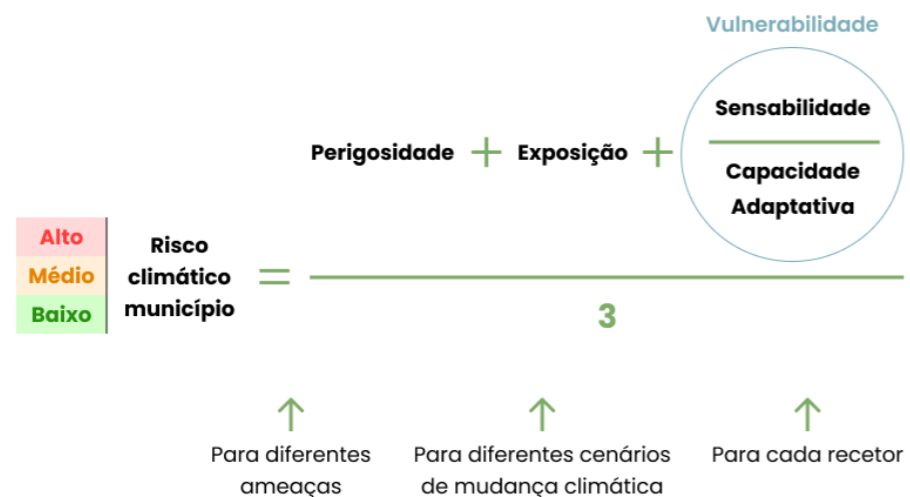 Vulnerabilidade
Sensabilidade
Perigosidade + Exposição +
Capacidade
Adaptativa
Alto
Médio
Baixo
Risco
climático
município
=
3
Para diferentes
ameaças
Para diferentes cenários
de mudança climática
Para cada recetor